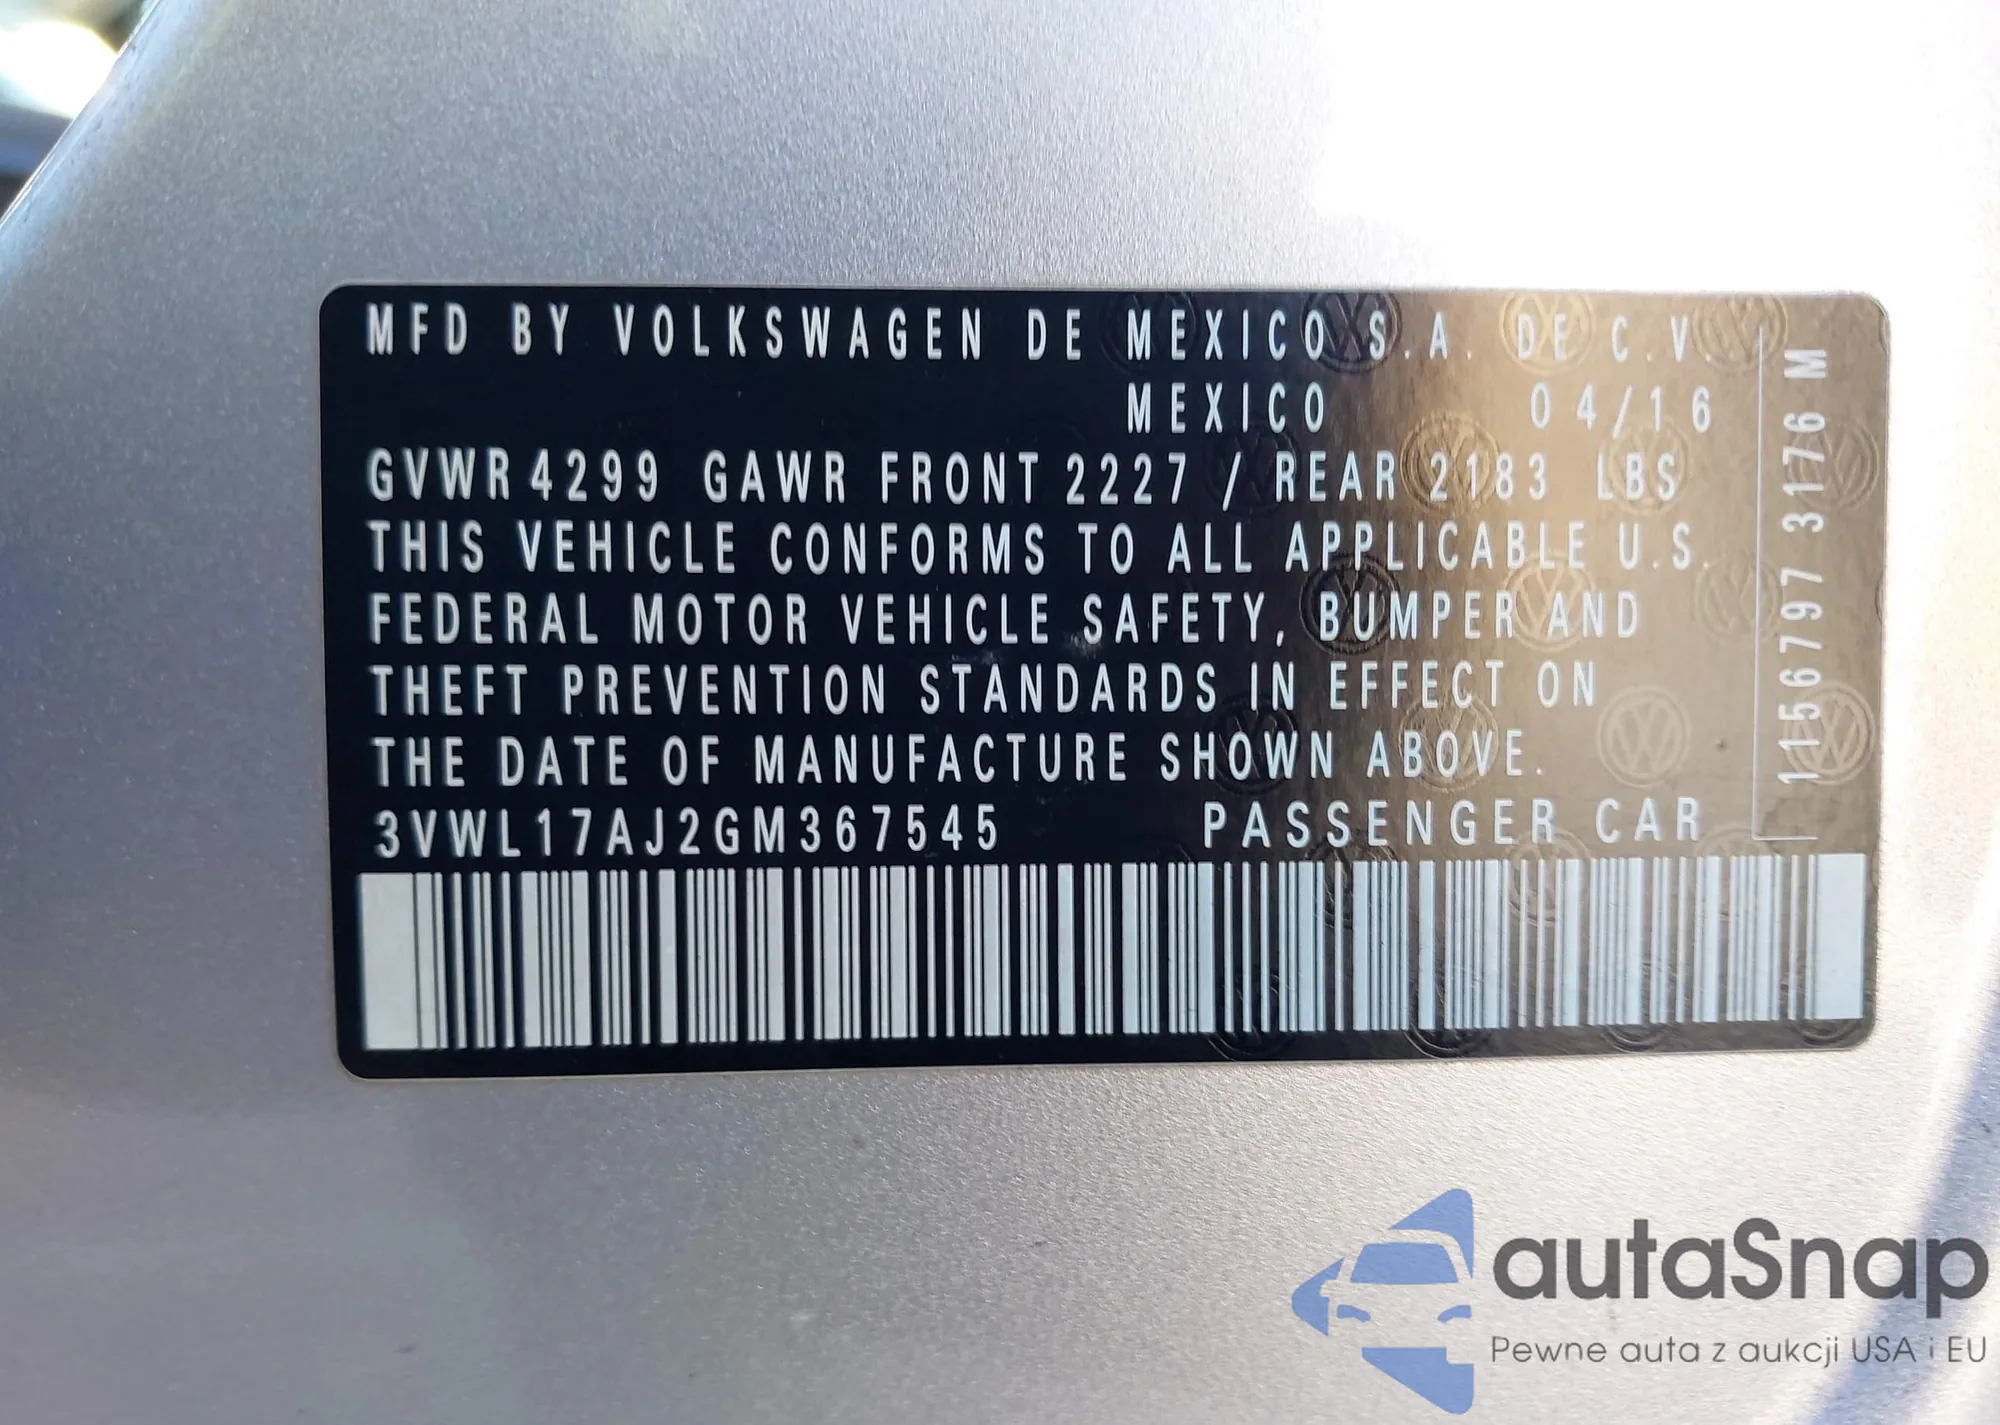 MFD BY VOLKSWAGEN DE MEXICO S.A. DE C.V
MEXICO 04/16
GVWR 4299 GAWR FRONT 2227 / REAR 2183 LBS
THIS VEHICLE CONFORMS TO ALL APPLICABLE U.S.
FEDERAL MOTOR VEHICLE SAFETY, BUMPER AND
THEFT PREVENTION STANDARDS IN EFFECT ON
THE DATE OF MANUFACTURE SHOWN ABOVE.
3VWL17AJ2GM367545 PASSENGER CAR
1156797 3176 M
autaSnap
Pewne auta z aukcji USA i EU